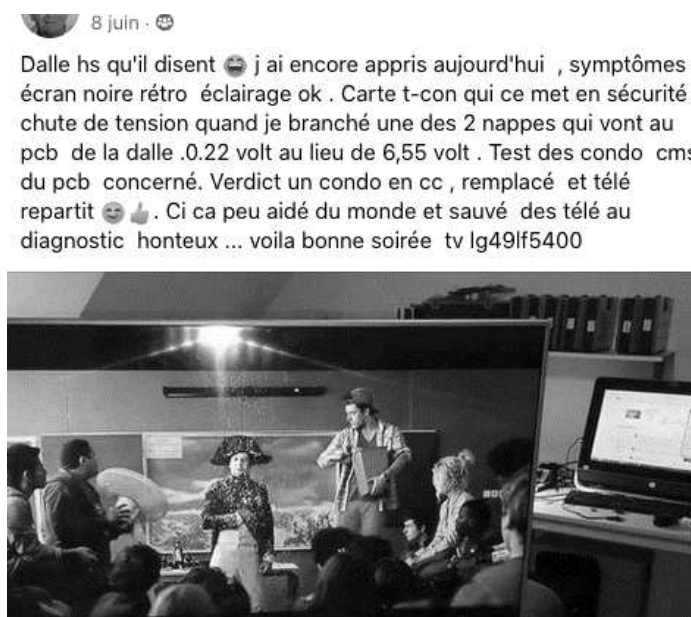 8 juin ·
Dalle hs qu'il disent 😄 j ai encore appris aujourd'hui , symptômes
écran noire rétro éclairage ok . Carte t-con qui ce met en sécurité
chute de tension quand je branché une des 2 nappes qui vont au
pcb de la dalle .0.22 volt au lieu de 6,55 volt . Test des condo cms
du pcb concerné. Verdict un condo en cc , remplacé et télé
repartit 😊👍. Ci ca peu aidé du monde et sauvé des télé au
diagnostic honteux ... voila bonne soirée tv lg49lf5400